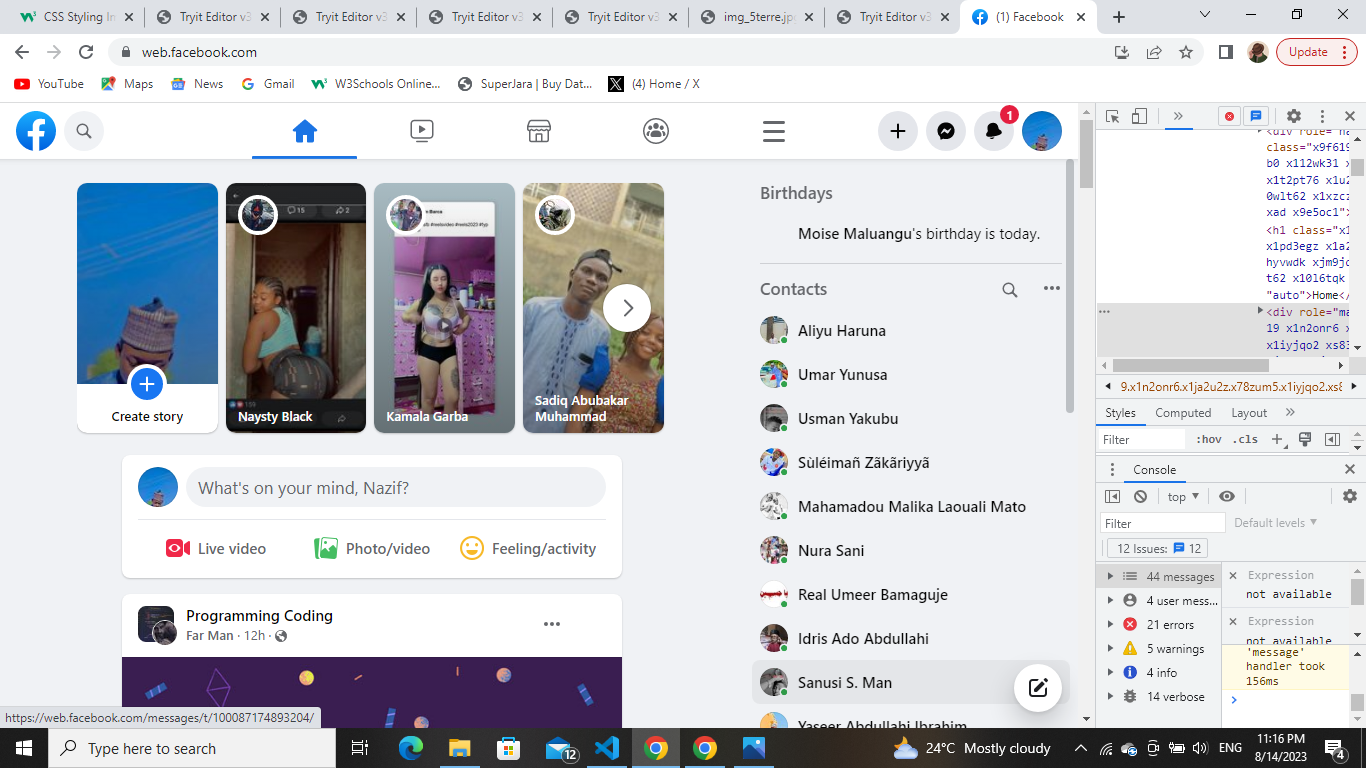 CSS Styling In
Tryit Editor v3
Tryit Editor v3
Tryit Editor v3
Tryit Editor v3
img_5terre.jp
Tryit Editor v3
(1) Facebook
web.facebook.com
Update
YouTube
Maps
News
Gmail
W3Schools Online...
SuperJara | Buy Dat...
(4) Home / X
1
15
2
Create story
Naysty Black
Kamala Garba
Sadiq Abubakar
Muhammad
What's on your mind, Nazif?
Live video
Photo/video
Feeling/activity
Programming Coding
Far Man · 12h ·
Birthdays
Moise Maluangu's birthday is today.
Contacts
Aliyu Haruna
Umar Yunusa
Usman Yakubu
Sùléimañ Zãkãriyyã
Mahamadou Malika Laouali Mato
Nura Sani
Real Umeer Bamaguje
Idris Ado Abdullahi
Sanusi S. Man
Yaseer Abdullahi Ibrahim
https://web.facebook.com/messages/t/100087174893204/
class="x9f619
b0 x112wk31 x
x1t2pt76 x1u2
0wlt62 x1xzcz
xad x9e5oc1">
<h1 class="x1
x1pd3egz x1a2
hyvwdk xjm9jc
t62 x10l6tqk
"auto">Home</
<div role="ma
19 x1n2onr6 x
x1iyjqo2 xs83
9.x1n2onr6.x1ja2u2z.x78zum5.x1iyjqo2.xs8
Styles
Computed
Layout
Filter
:hov
.cls
Console
top
Filter
Default levels
12 Issues:
12
44 messages
4 user mess...
21 errors
5 warnings
4 info
14 verbose
Expression
not available
Expression
not available
'message'
handler took
156ms
Type here to search
12
24°C Mostly cloudy
ENG
11:16 PM
8/14/2023
4